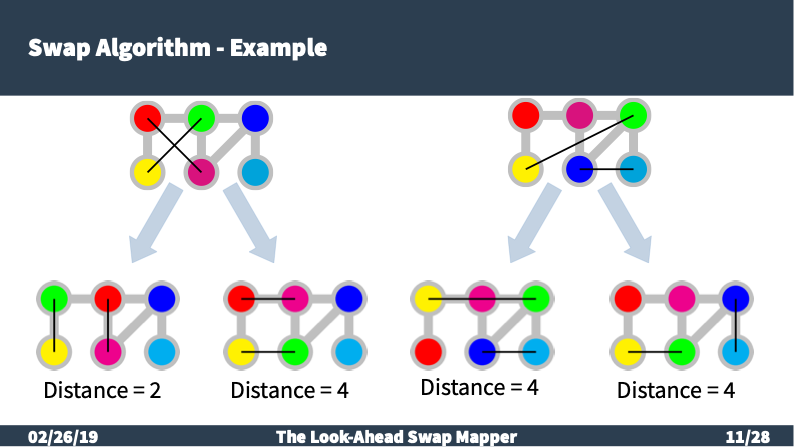 Swap Algorithm - Example
Distance = 2
Distance = 4
Distance = 4
Distance = 4
02/26/19
The Look-Ahead Swap Mapper
11/28